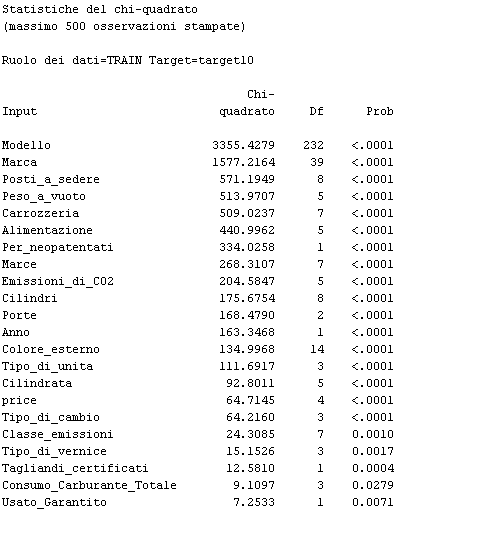 Statistiche del chi-quadrato
(massimo 500 osservazioni stampate)
Ruolo dei dati=TRAIN Target=target10
Chi-
Input quadrato Df Prob
Modello 3355.4279 232 <.0001
Marca 1577.2164 39 <.0001
Posti_a_sedere 571.1949 8 <.0001
Peso_a_vuoto 513.9707 5 <.0001
Carrozzeria 509.0237 7 <.0001
Alimentazione 440.9962 5 <.0001
Per_neopatentati 334.0258 1 <.0001
Marce 268.3107 7 <.0001
Emissioni_di_CO2 204.5847 5 <.0001
Cilindri 175.6754 8 <.0001
Porte 168.4790 2 <.0001
Anno 163.3468 1 <.0001
Colore_esterno 134.9968 14 <.0001
Tipo_di_unita 111.6917 3 <.0001
Cilindrata 92.8011 5 <.0001
price 64.7145 4 <.0001
Tipo_di_cambio 64.2160 3 <.0001
Classe_emissioni 24.3085 7 0.0010
Tipo_di_vernice 15.1526 3 0.0017
Tagliandi_certificati 12.5810 1 0.0004
Consumo_Carburante_Totale 9.1097 3 0.0279
Usato_Garantito 7.2533 1 0.0071